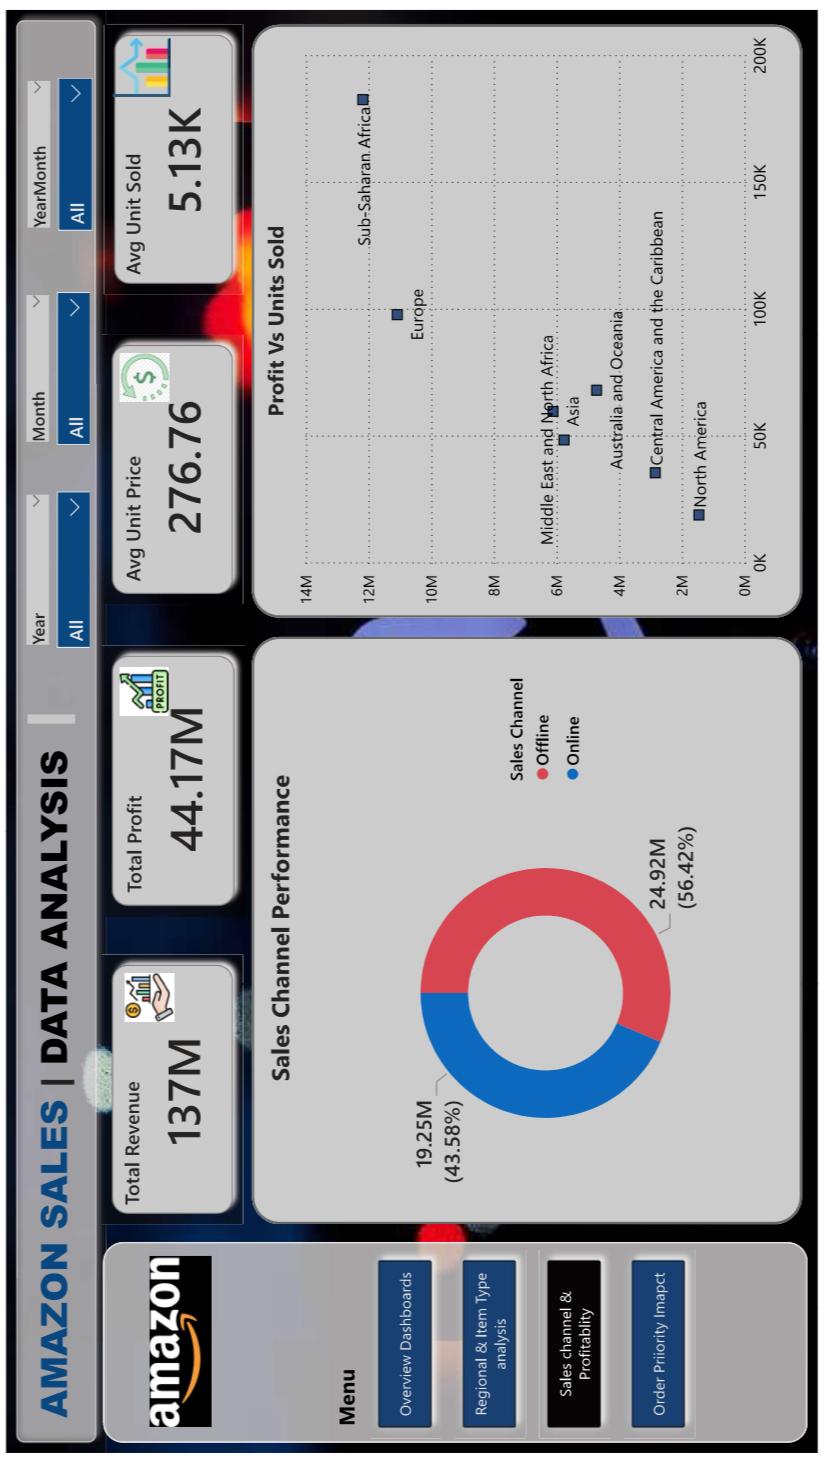 AMAZON SALES | DATA ANALYSIS
Year
All
Month
All
YearMonth
All
amazon
Menu
Overview Dashboards
Regional & Item Type
analysis
Sales channel &
Profitablity
Order Priiority Imapct
Total Revenue
137M
Total Profit
44.17M
PROFIT
Avg Unit Price
276.76
$
Avg Unit Sold
5.13K
Sales Channel Performance
19.25M
(43.58%)
24.92M
(56.42%)
Sales Channel
Offline
Online
Profit Vs Units Sold
14M
12M
10M
8M
6M
4M
2M
0M
0K
50K
100K
150K
200K
Sub-Saharan Africa
Europe
Middle East and North Africa
Asia
Australia and Oceania
Central America and the Caribbean
North America